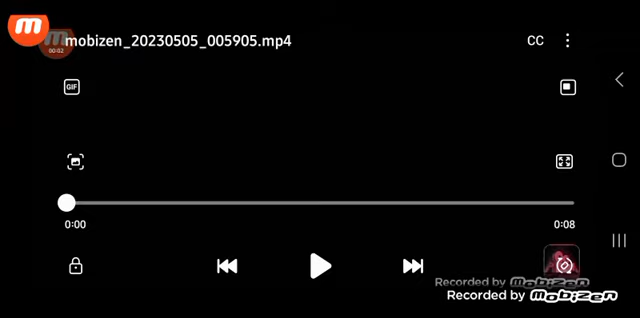 mobizen_20230505_005905.mp4
CC
00:02
GIF
0:00
0:08
Recorded by Mobizen
Recorded by Mobizen